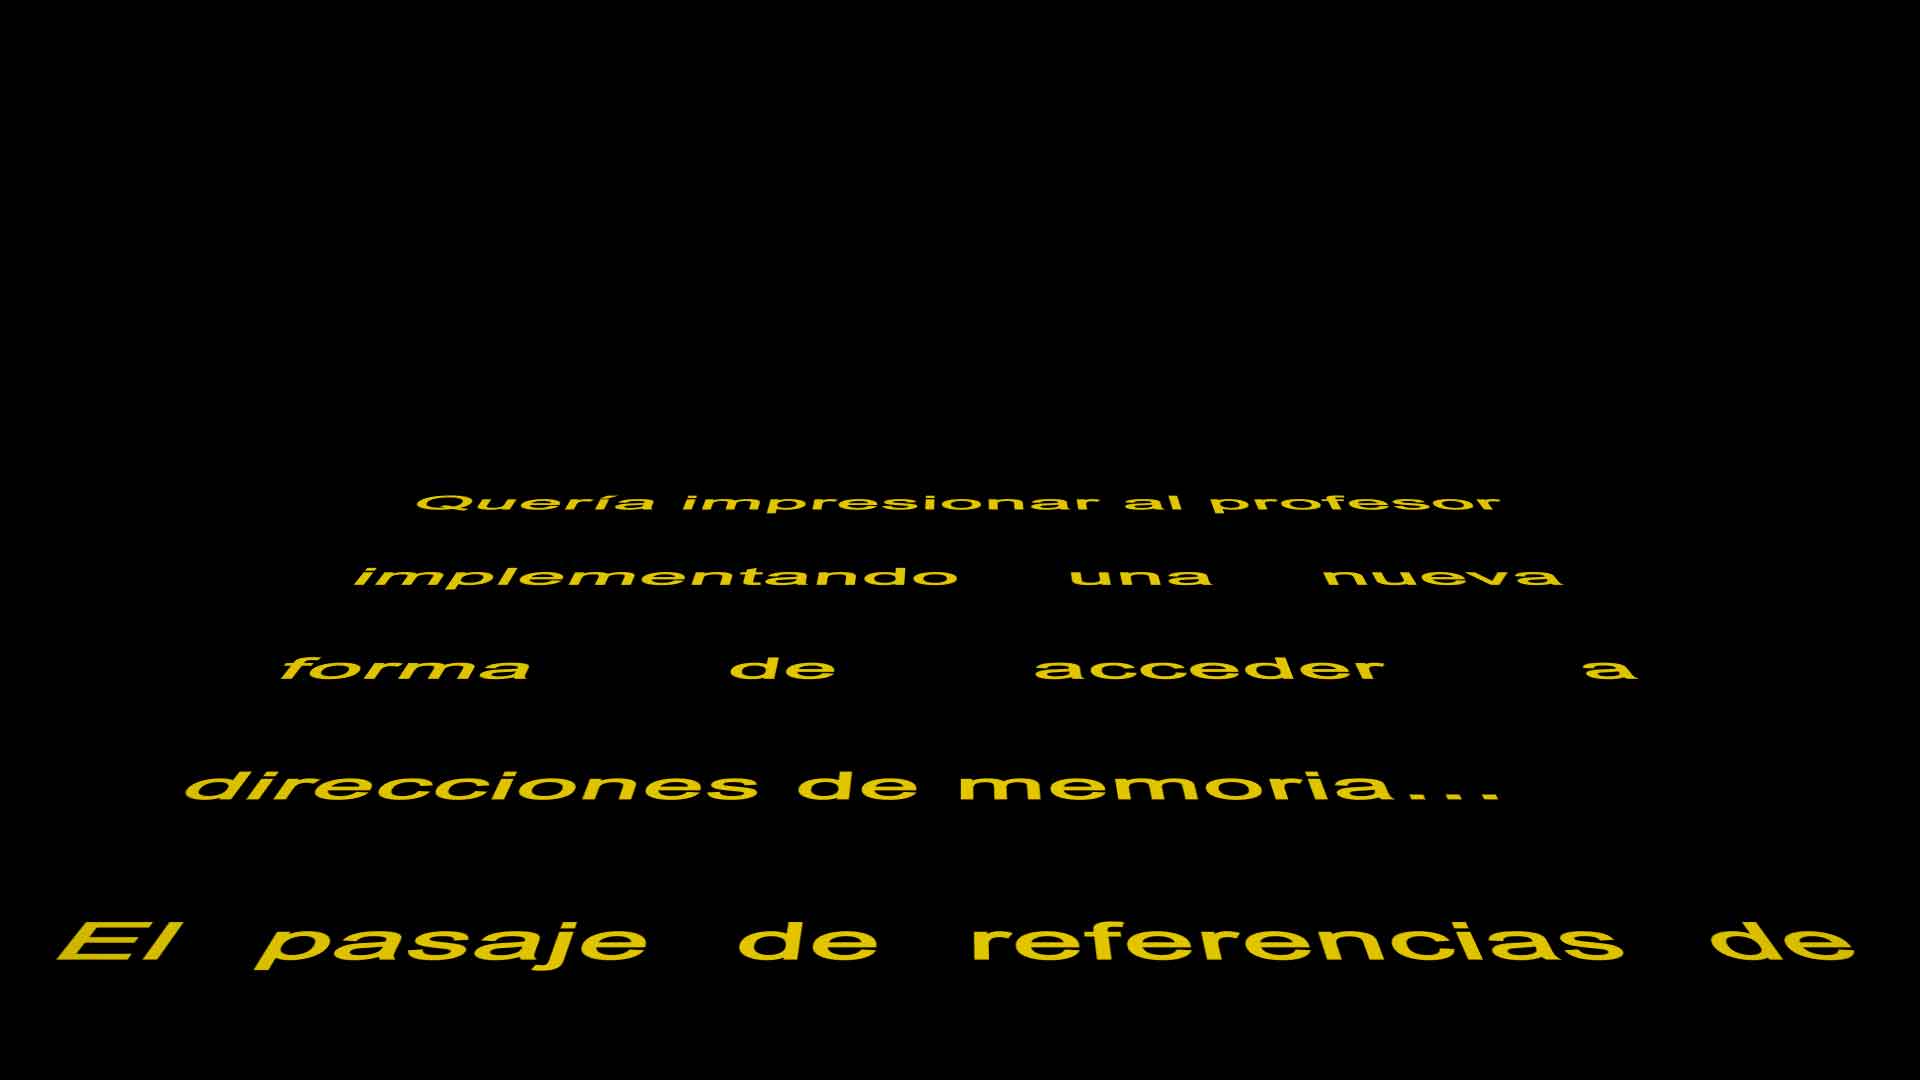 Quería impresionar al profesor
implementando una nueva
forma de acceder a
direcciones de memoria...
El pasaje de referencias de